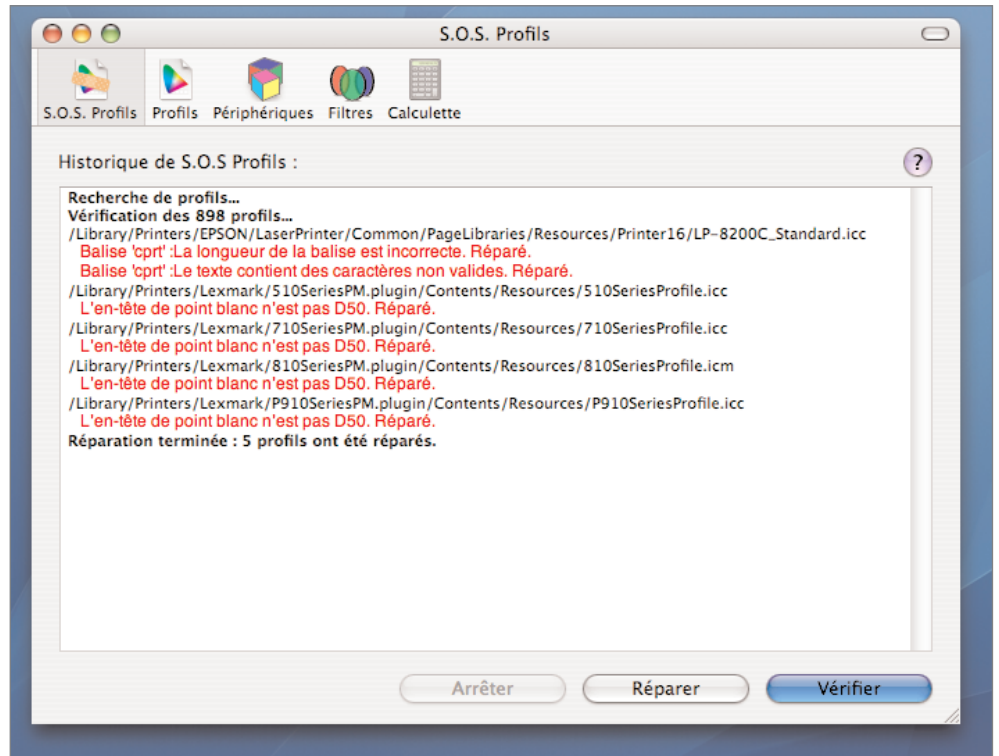 S.O.S. Profils
S.O.S. Profils Profils Périphériques Filtres Calculette
Historique de S.O.S Profils :
?
Recherche de profils...
Vérification des 898 profils...
/Library/Printers/EPSON/LaserPrinter/Common/PageLibraries/Resources/Printer16/LP-8200C_Standard.icc
Balise 'cprt' :La longueur de la balise est incorrecte. Réparé.
Balise 'cprt' :Le texte contient des caractères non valides. Réparé.
/Library/Printers/Lexmark/510SeriesPM.plugin/Contents/Resources/510SeriesProfile.icc
L'en-tête de point blanc n'est pas D50. Réparé.
/Library/Printers/Lexmark/710SeriesPM.plugin/Contents/Resources/710SeriesProfile.icc
L'en-tête de point blanc n'est pas D50. Réparé.
/Library/Printers/Lexmark/810SeriesPM.plugin/Contents/Resources/810SeriesProfile.icm
L'en-tête de point blanc n'est pas D50. Réparé.
/Library/Printers/Lexmark/P910SeriesPM.plugin/Contents/Resources/P910SeriesProfile.icc
L'en-tête de point blanc n'est pas D50. Réparé.
Réparation terminée : 5 profils ont été réparés.
Arrêter Réparer Vérifier